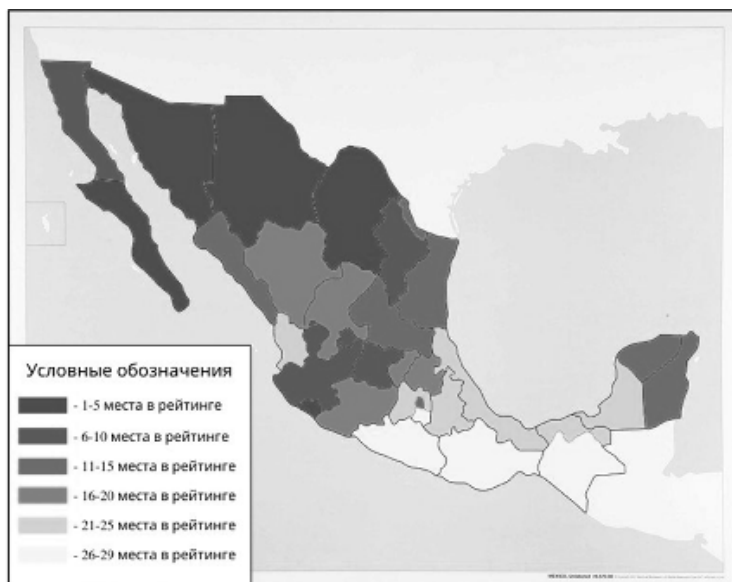 Условные обозначения
- 1-5 места в рейтинге
- 6-10 места в рейтинге
- 11-15 места в рейтинге
- 16-20 места в рейтинге
- 21-25 места в рейтинге
- 26-29 места в рейтинге